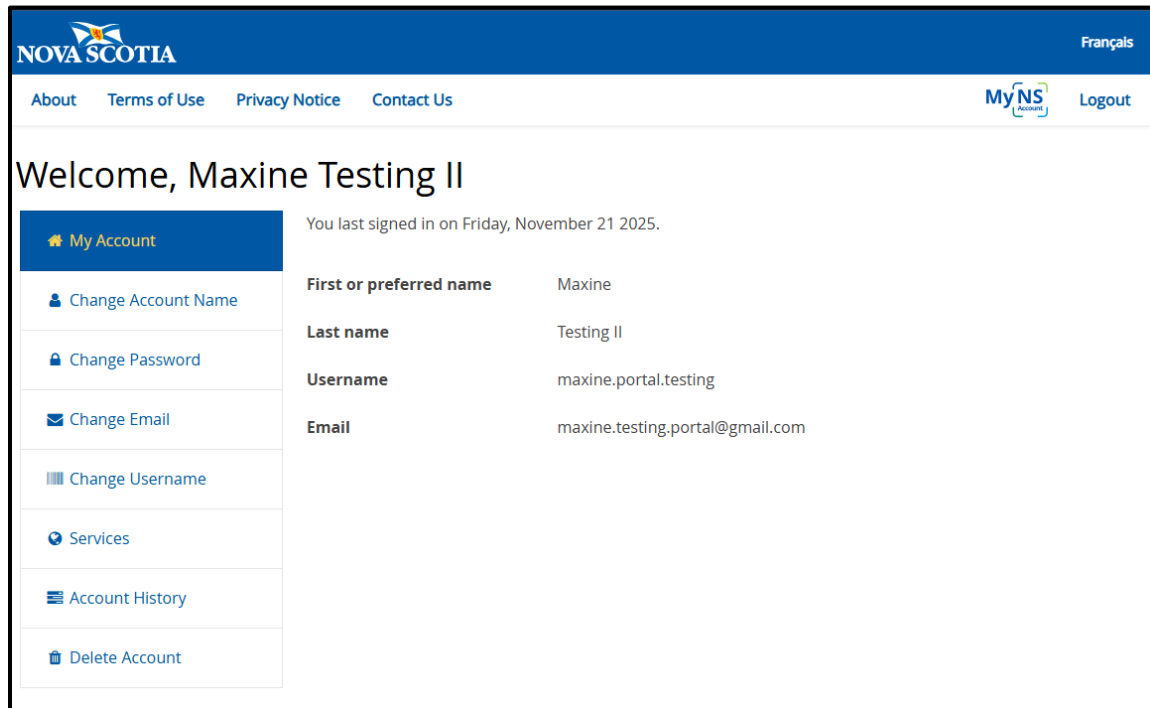 NOVA SCOTIA
Français
About Terms of Use Privacy Notice Contact Us
MyNS Account
Logout
Welcome, Maxine Testing II
My Account
Change Account Name
Change Password
Change Email
Change Username
Services
Account History
Delete Account
You last signed in on Friday, November 21 2025.
First or preferred name Maxine
Last name Testing II
Username maxine.portal.testing
Email maxine.testing.portal@gmail.com